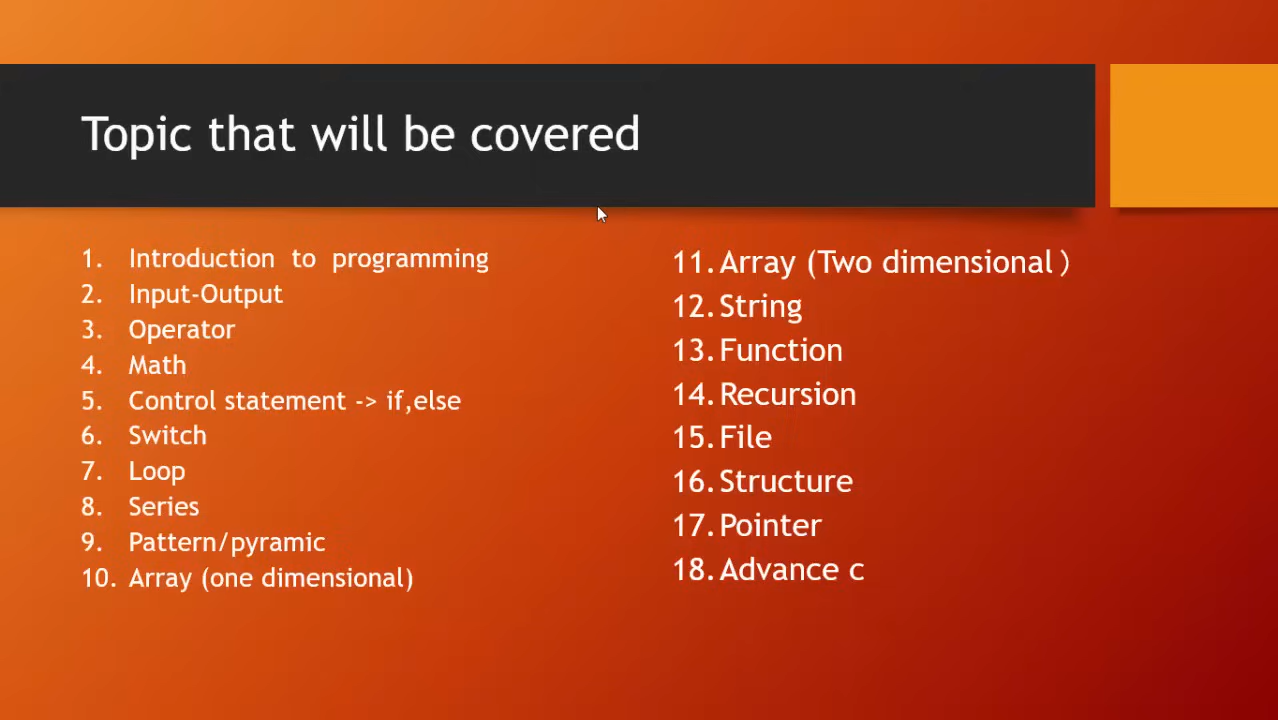 Topic that will be covered
1. Introduction to programming
2. Input-Output
3. Operator
4. Math
5. Control statement -> if,else
6. Switch
7. Loop
8. Series
9. Pattern/pyramic
10. Array (one dimensional)
11. Array (Two dimensional )
12. String
13. Function
14. Recursion
15. File
16. Structure
17. Pointer
18. Advance c